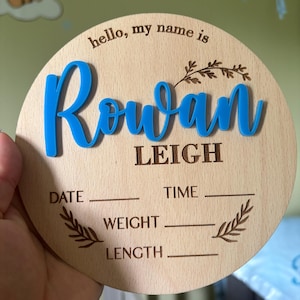 hello, my name is
Rowan
LEIGH
DATE TIME
WEIGHT
LENGTH